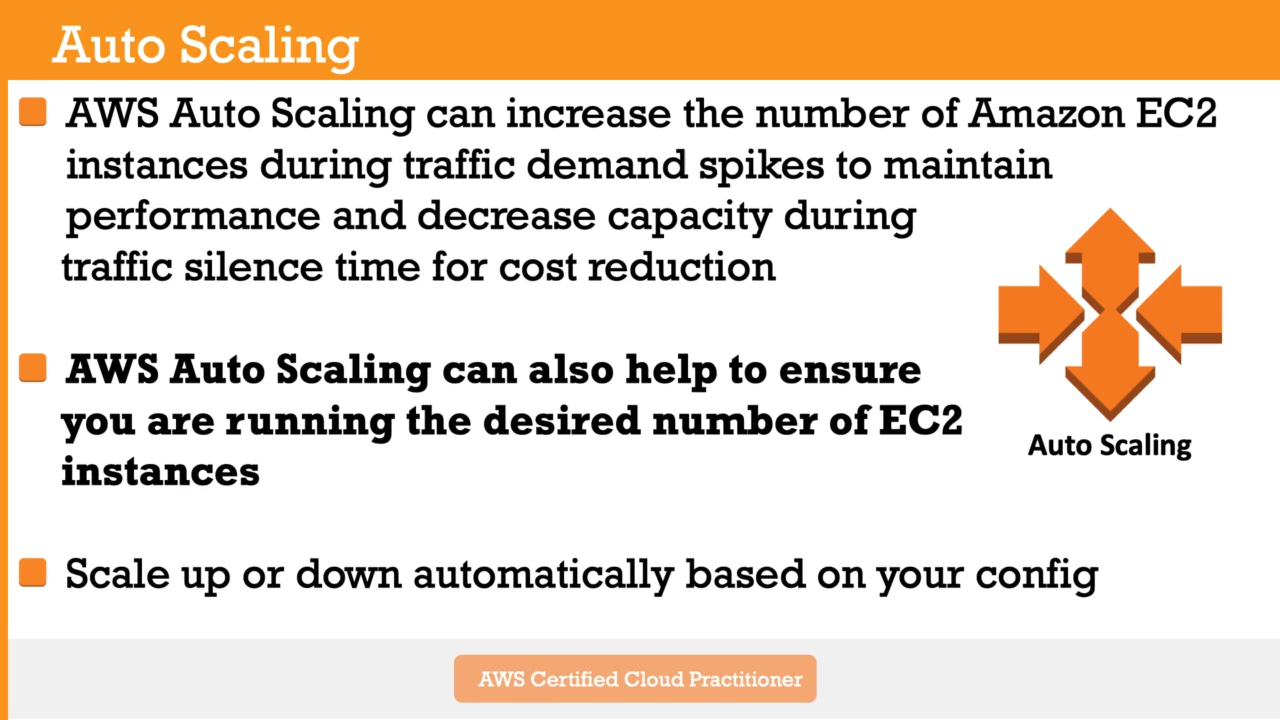 Auto Scaling
AWS Auto Scaling can increase the number of Amazon EC2
instances during traffic demand spikes to maintain
performance and decrease capacity during
traffic silence time for cost reduction
AWS Auto Scaling can also help to ensure
you are running the desired number of EC2
instances
Auto Scaling
Scale up or down automatically based on your config
AWS Certified Cloud Practitioner